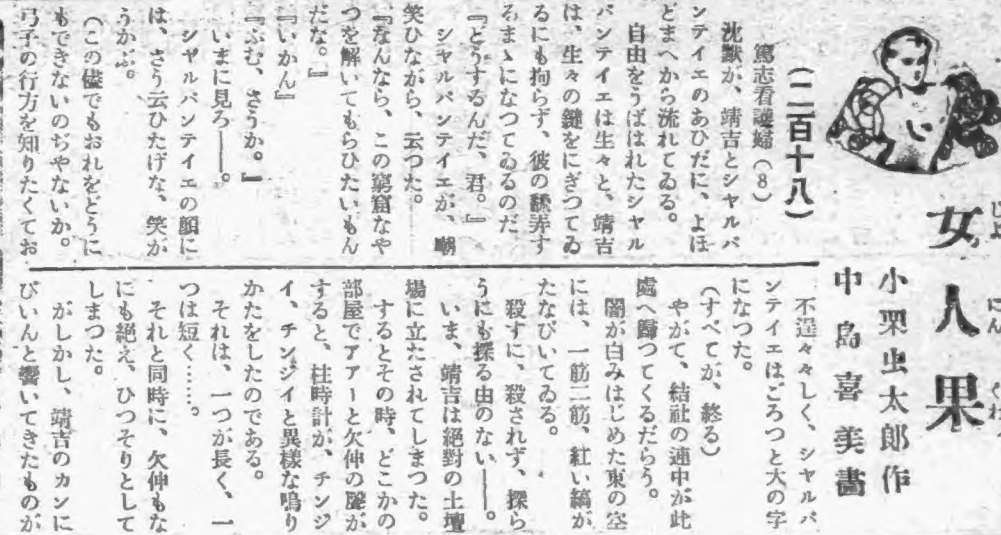 女人果
小栗虫太郎作
中島喜美畵
(二百十八)
篤志看護婦(8)
沈默が、靖吉とシヤルパ
ンテイエのあひだに、よほ
どまへから流れてゐる。
自由をうばはれたシヤル
パンテイエは生々と、靖吉
は、生々の鍵をにぎつてゐ
るにも拘らず、彼の飜弄す
るまゝになつてゐるのだ
『どうするんだ、君。』
シヤルパンテイエが、嘲
笑ひながら、云つた。
『なんなら、この窮窟なや
つを解いてもらひたいもん
だな。』
『いかん』
『ふむ、さうか。』
いまに見ろ――。
シヤルパンテイエの顔に
は、さう云ひたげな、笑が
うかぶ。
(この儘でもおれをどうに
もできないのぢやないか。
弓子の行方を知りたくてお
不逞々々しく、シヤルパ
ンテイエはごろつと大の字
になつた。
(すべてが、終る)
やがて、結社の連中が此
處へ歸つてくるだらう。
闇が白みはじめた東の空
には、一筋二筋、紅い縞が
たなびいてゐる。
殺すに、殺されず、探ら
うにも探る由のない――。
いま、靖吉は絕對の土壇
場に立たされてしまつた。
するとその時、どこかの
部屋でアアーと欠伸の聲が
すると、柱時計が、チンジ
イ、チンジイと異樣な鳴り
かたをしたのである。
それは、一つが長く、一
つは短く……。
それと同時に、欠伸もな
にも絕え、ひつそりとして
しまつた。
がしかし、靖吉のカンに
びいんと響いてきたものが